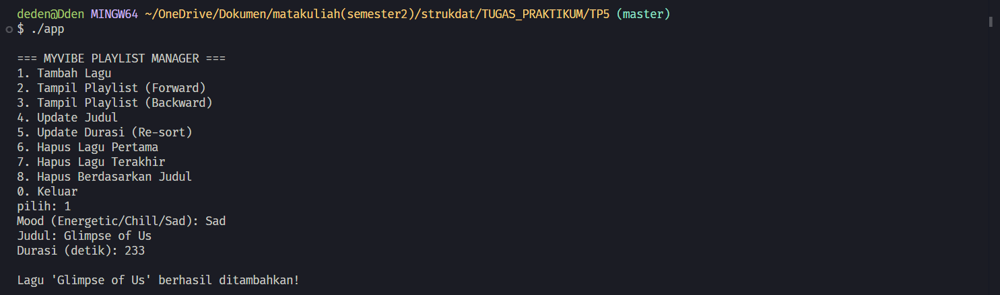 deden@Dden MINGW64 ~/OneDrive/Dokumen/matakuliah(semester2)/strukdat/TUGAS_PRAKTIKUM/TP5 (master)
$ ./app
=== MYVIBE PLAYLIST MANAGER ===
1. Tambah Lagu
2. Tampil Playlist (Forward)
3. Tampil Playlist (Backward)
4. Update Judul
5. Update Durasi (Re-sort)
6. Hapus Lagu Pertama
7. Hapus Lagu Terakhir
8. Hapus Berdasarkan Judul
0. Keluar
pilih: 1
Mood (Energetic/Chill/Sad): Sad
Judul: Glimpse of Us
Durasi (detik): 233
Lagu 'Glimpse of Us' berhasil ditambahkan!